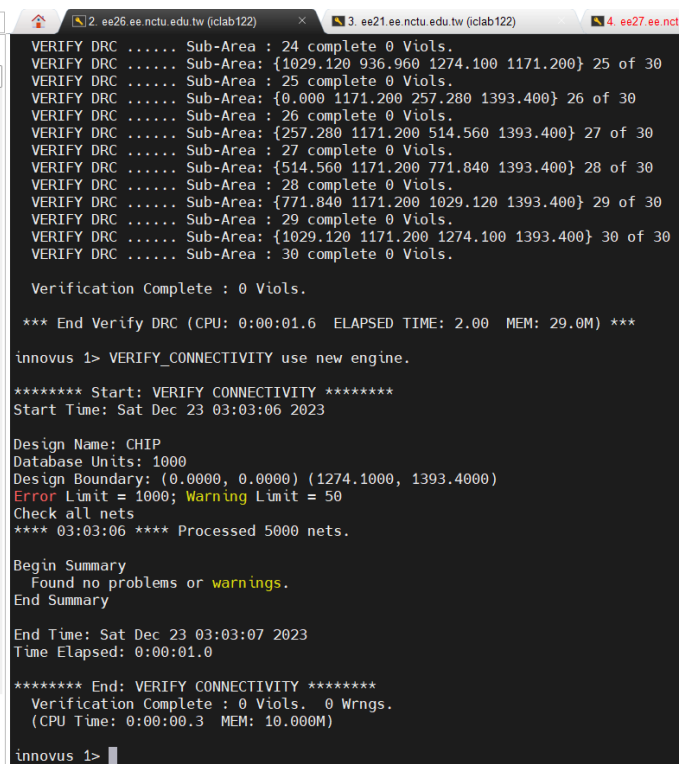 2. ee26.ee.nctu.edu.tw (iclab122) × 3. ee21.ee.nctu.edu.tw (iclab122) 4. ee27.ee.nct
VERIFY DRC ...... Sub-Area : 24 complete 0 Viols.
VERIFY DRC ...... Sub-Area: {1029.120 936.960 1274.100 1171.200} 25 of 30
VERIFY DRC ...... Sub-Area : 25 complete 0 Viols.
VERIFY DRC ...... Sub-Area: {0.000 1171.200 257.280 1393.400} 26 of 30
VERIFY DRC ...... Sub-Area : 26 complete 0 Viols.
VERIFY DRC ...... Sub-Area: {257.280 1171.200 514.560 1393.400} 27 of 30
VERIFY DRC ...... Sub-Area : 27 complete 0 Viols.
VERIFY DRC ...... Sub-Area: {514.560 1171.200 771.840 1393.400} 28 of 30
VERIFY DRC ...... Sub-Area : 28 complete 0 Viols.
VERIFY DRC ...... Sub-Area: {771.840 1171.200 1029.120 1393.400} 29 of 30
VERIFY DRC ...... Sub-Area : 29 complete 0 Viols.
VERIFY DRC ...... Sub-Area: {1029.120 1171.200 1274.100 1393.400} 30 of 30
VERIFY DRC ...... Sub-Area : 30 complete 0 Viols.
Verification Complete : 0 Viols.
*** End Verify DRC (CPU: 0:00:01.6 ELAPSED TIME: 2.00 MEM: 29.0M) ***
innovus 1> VERIFY_CONNECTIVITY use new engine.
******** Start: VERIFY CONNECTIVITY ********
Start Time: Sat Dec 23 03:03:06 2023
Design Name: CHIP
Database Units: 1000
Design Boundary: (0.0000, 0.0000) (1274.1000, 1393.4000)
Error Limit = 1000; Warning Limit = 50
Check all nets
**** 03:03:06 **** Processed 5000 nets.
Begin Summary
Found no problems or warnings.
End Summary
End Time: Sat Dec 23 03:03:07 2023
Time Elapsed: 0:00:01.0
******** End: VERIFY CONNECTIVITY ********
Verification Complete : 0 Viols. 0 Wrngs.
(CPU Time: 0:00:00.3 MEM: 10.000M)
innovus 1>